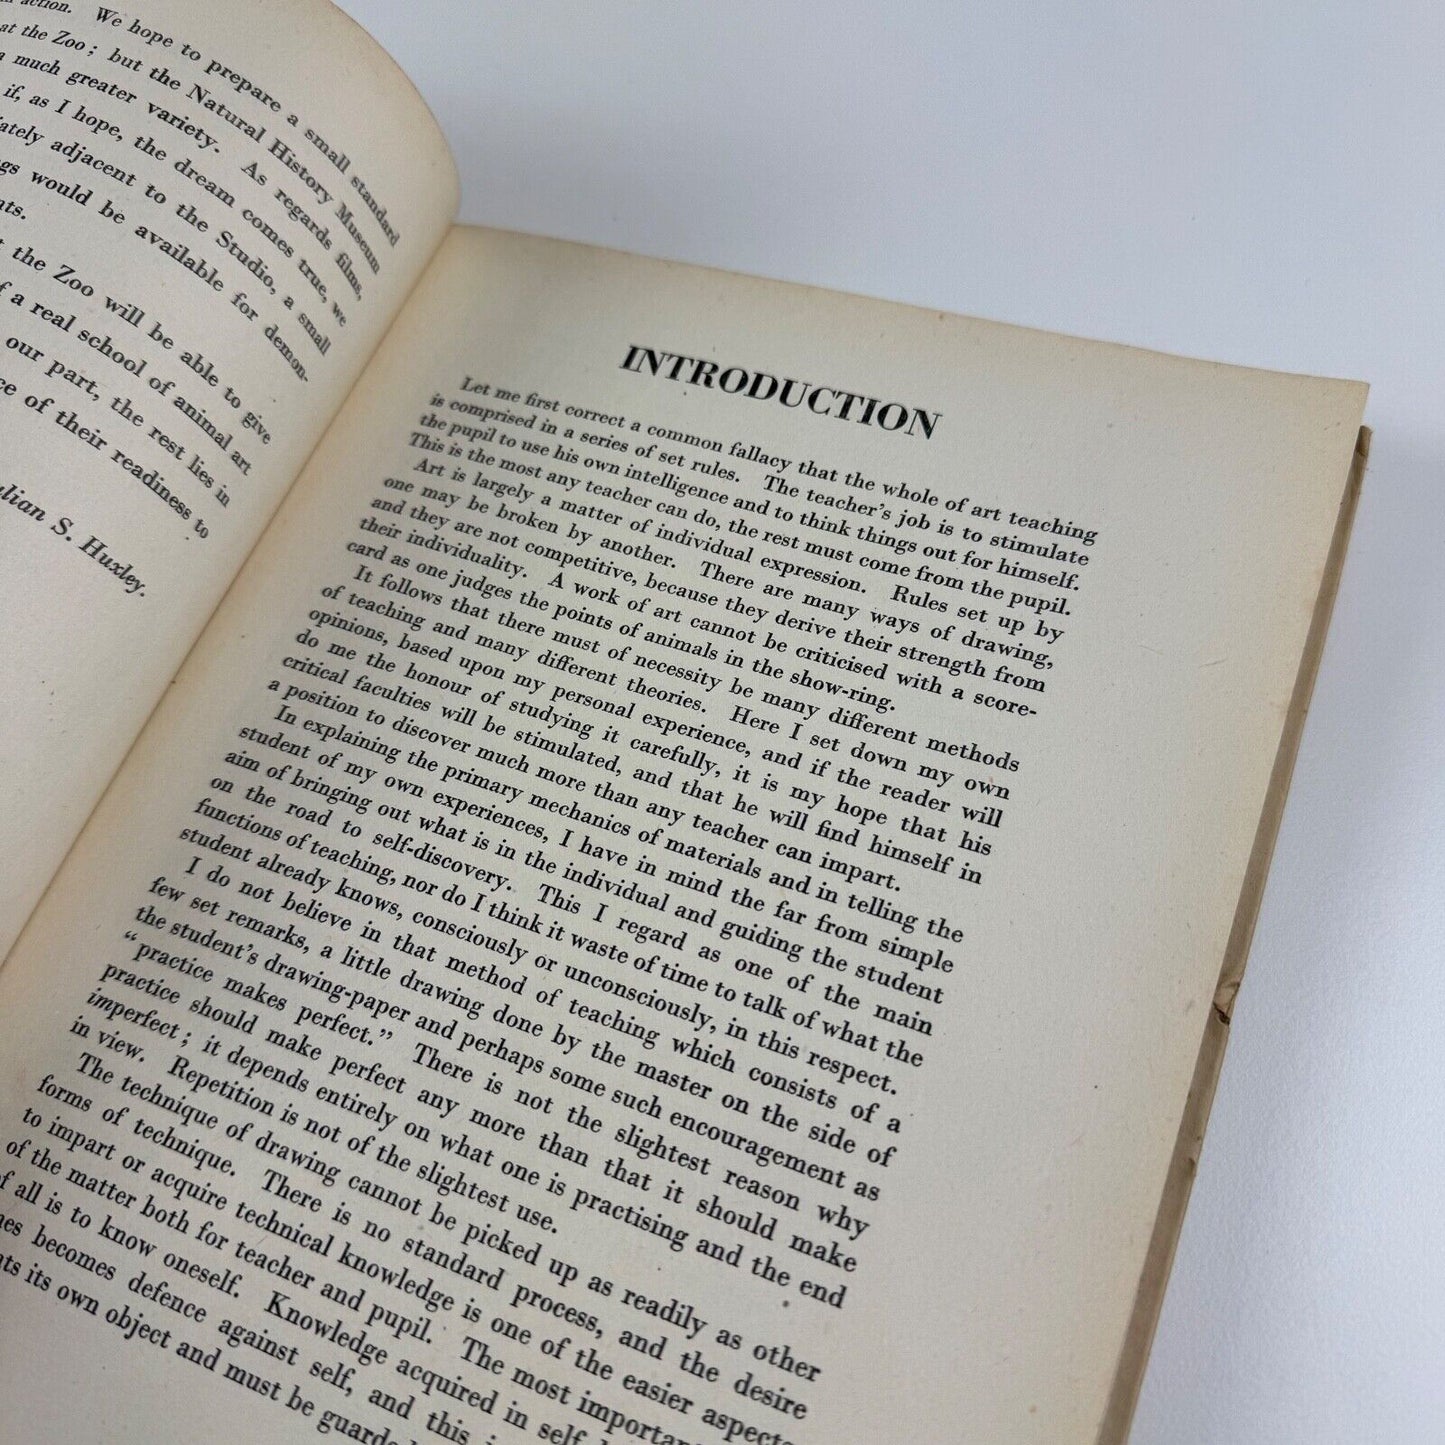 action. We hope to prepare a small standard
at the Zoo; but the Natural History Museum
a much greater variety. As regards films,
if, as I hope, the dream comes true, we
adjacent to the Studio, a small
would be available for demon-
the Zoo will be able to give
of a real school of animal art
our part, the rest lies in
of their readiness to
S. Huxley.
INTRODUCTION
Let me first correct a common fallacy that the whole of art teaching
is comprised in a series of set rules. The teacher's job is to stimulate
the pupil to use his own intelligence and to think things out for himself.
This is the most any teacher can do, the rest must come from the pupil.
Art is largely a matter of individual expression. Rules set up by
one may be broken by another. There are many ways of drawing,
and they are not competitive, because they derive their strength from
their individuality. A work of art cannot be criticised with a score-
card as one judges the points of animals in the show-ring.
It follows that there must of necessity be many different methods
of teaching and many different theories. Here I set down my own
opinions, based upon my personal experience, and if the reader will
do me the honour of studying it carefully, it is my hope that his
critical faculties will be stimulated, and that he will find himself in
a position to discover much more than any teacher can impart.
In explaining the primary mechanics of materials and in telling the
student of my own experiences, I have in mind the far from simple
aim of bringing out what is in the individual and guiding the student
on the road to self-discovery. This I regard as one of the main
functions of teaching, nor do I think it waste of time to talk of what the
student already knows, consciously or unconsciously, in this respect.
I do not believe in that method of teaching which consists of a
few set remarks, a little drawing done by the master on the side of
the student's drawing-paper and perhaps some such encouragement as
"practice makes perfect." There is not the slightest reason why
practice should make perfect any more than that it should make
imperfect; it depends entirely on what one is practising and the end
in view. Repetition is not of the slightest use.
The technique of drawing cannot be picked up as readily as other
forms of technique. There is no standard process, and the desire
to impart or acquire technical knowledge is one of the easier aspects
of the matter both for teacher and pupil. The most important
of all is to know oneself. Knowledge acquired in self
becomes defence against self, and this
its own object and must be guarded